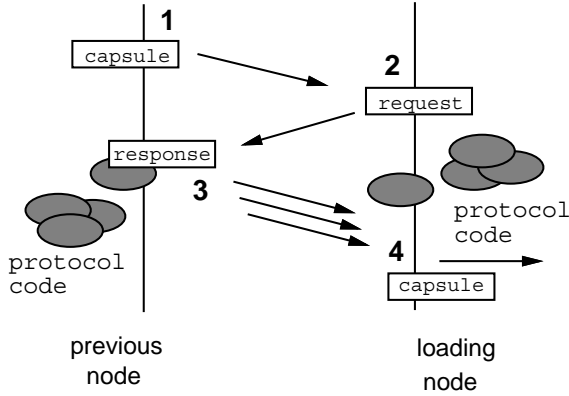 1
capsule
2
request
response
3
protocol
code
protocol
code
4
capsule
previous
node
loading
node